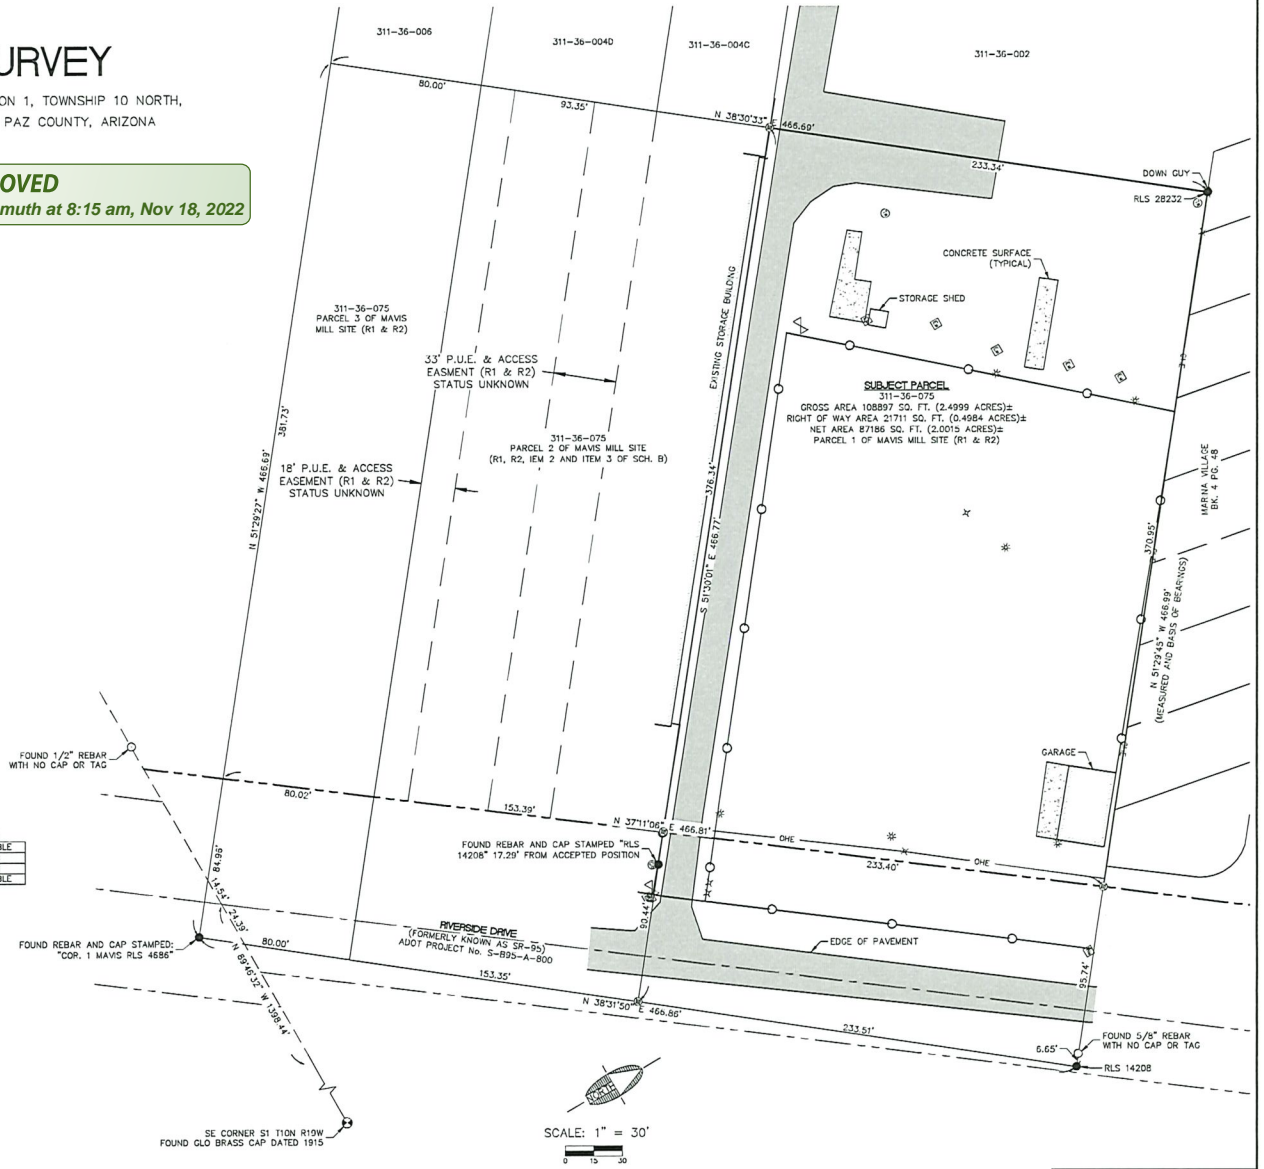 URVEY
ON 1, TOWNSHIP 10 NORTH,
PAZ COUNTY, ARIZONA
OVED
muth at 8:15 am, Nov 18, 2022
311-36-006
311-36-004D
311-36-004C
311-36-002
80.00'
93.35'
N 38°30'33" E 466.69'
233.34'
DOWN GUY
RLS 28232
CONCRETE SURFACE
(TYPICAL)
STORAGE SHED
EXISTING STORAGE BUILDING
311-36-075
PARCEL 3 OF MAVIS
MILL SITE (R1 & R2)
33' P.U.E. & ACCESS
EASMENT (R1 & R2)
STATUS UNKNOWN
SUBJECT PARCEL
311-36-075
GROSS AREA 108897 SQ. FT. (2.4999 ACRES)±
RIGHT OF WAY AREA 21711 SQ. FT. (0.4984 ACRES)±
NET AREA 87186 SQ. FT. (2.0015 ACRES)±
PARCEL 1 OF MAVIS MILL SITE (R1 & R2)
311-36-075
PARCEL 2 OF MAVIS MILL SITE
(R1, R2, IEM 2 AND ITEM 3 OF SCH. B)
18' P.U.E. & ACCESS
EASEMENT (R1 & R2)
STATUS UNKNOWN
381.73'
N 51°29'27" W 466.69'
376.34'
S 51°30'01" E 466.77'
MARINA VILLAGE
BK. 4 PG. 48
370.95'
N 51°29'45" W 466.99'
(MEASURED AND BASIS OF BEARINGS)
GARAGE
FOUND 1/2" REBAR
WITH NO CAP OR TAG
80.02'
153.39'
N 37°11'06" E 466.81'
OHE
OHE
233.40'
FOUND REBAR AND CAP STAMPED "RLS
14208" 17.29' FROM ACCEPTED POSITION
BLE
BLE
84.96'
14.54'
24.39'
90.44'
RIVERSIDE DRIVE
(FORMERLY KNOWN AS SR-95)
ADOT PROJECT No. S-B95-A-800
EDGE OF PAVEMENT
FOUND REBAR AND CAP STAMPED:
"COR. 1 MAVIS RLS 4686"
80.00'
153.35'
N 89°46'32" W 1398.44'
95.74'
N 38°31'50" E 466.86'
233.51'
6.65'
FOUND 5/8" REBAR
WITH NO CAP OR TAG
RLS 14208
NORTH
SE CORNER S1 T10N R19W
FOUND GLO BRASS CAP DATED 1915
SCALE: 1" = 30'
0 15 30